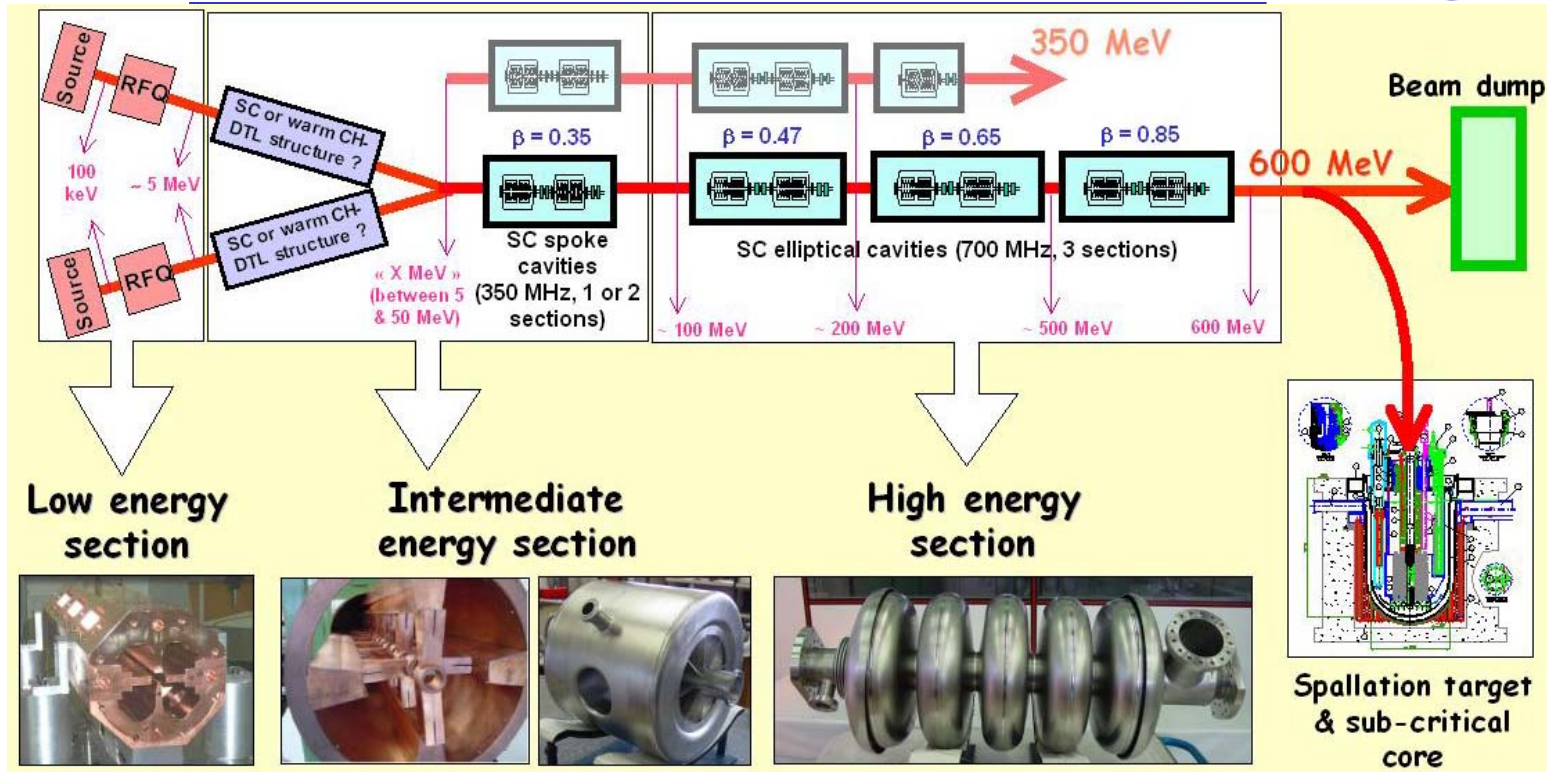 350 MeV
Source
RFQ
SC or warm CH-
DTL structure ?
100
keV
~ 5 MeV
Source
RFQ
SC or warm CH-
DTL structure ?
β = 0.35
β = 0.47
β = 0.65
β = 0.85
600 MeV
Beam dump
SC spoke
cavities
(350 MHz, 1 or 2
sections)
SC elliptical cavities (700 MHz, 3 sections)
« X MeV »
(between 5
& 50 MeV)
~ 100 MeV
~ 200 MeV
~ 500 MeV
600 MeV
Low energy
section
Intermediate
energy section
High energy
section
Spallation target
& sub-critical
core